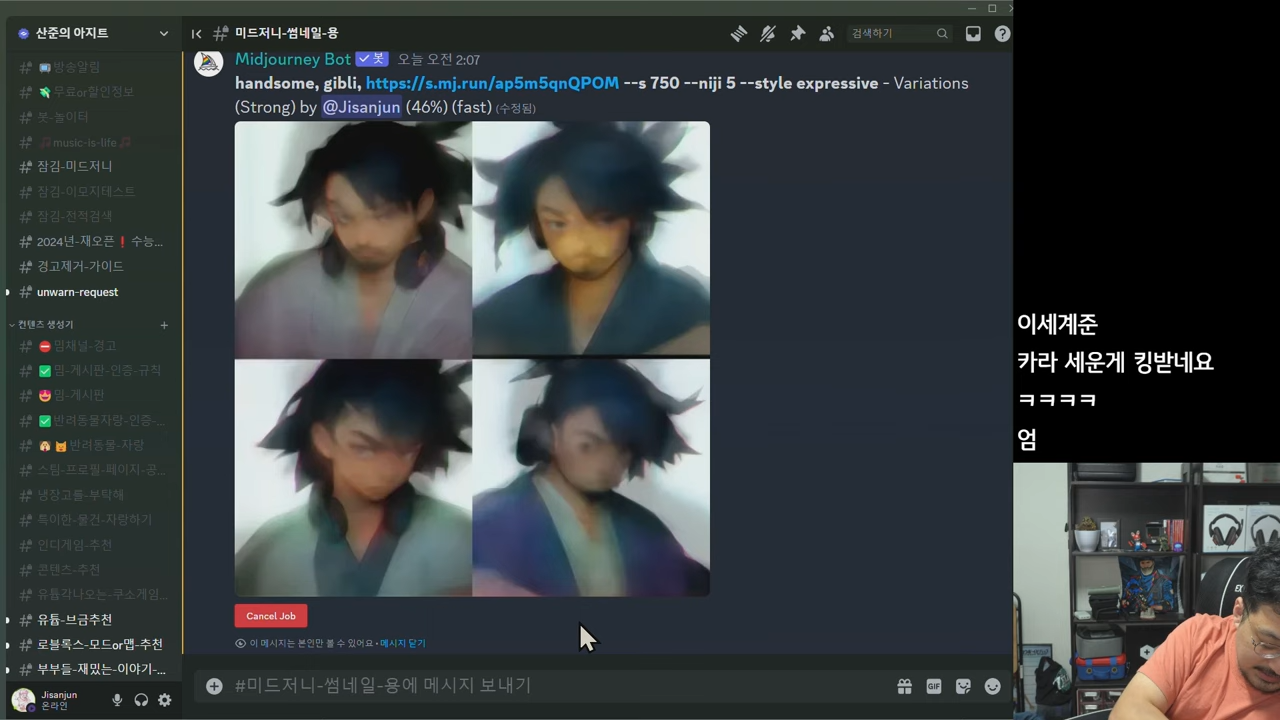 산준의 아지트
방송알림
무료or할인정보
봇-놀이터
music-is-life
잠김-미드저니
잠김-이모지테스트
잠김-전적검색
2024년-재오픈❗수능...
경고제거-가이드
unwarn-request
컨텐츠 생성기
밈채널-경고
밈-게시판-인증-규칙
밈-게시판
반려동물자랑-인증-...
반려동물-자랑
스팀-프로필-페이지-공...
냉장고를-부탁해
특이한-물건-자랑하기
인디게임-추천
콘텐츠-추천
유튭각나오는-쿠소게임...
유튭-브금추천
로블록스-모드or맵-추천
부부들-재밌는-이야기-...
Jisanjun
온라인
미드저니-썸네일-용
검색하기
Midjourney Bot ✓ 봇 오늘 오전 2:07
handsome, gibli, https://s.mj.run/ap5m5qnQPOM --s 750 --niji 5 --style expressive - Variations
(Strong) by @Jisanjun (46%) (fast) (수정됨)
Cancel Job
이 메시지는 본인만 볼 수 있어요 • 메시지 닫기
#미드저니-썸네일-용에 메시지 보내기
GIF
이세계준
카라 세운게 킹받네요
ㅋㅋㅋㅋ
엄